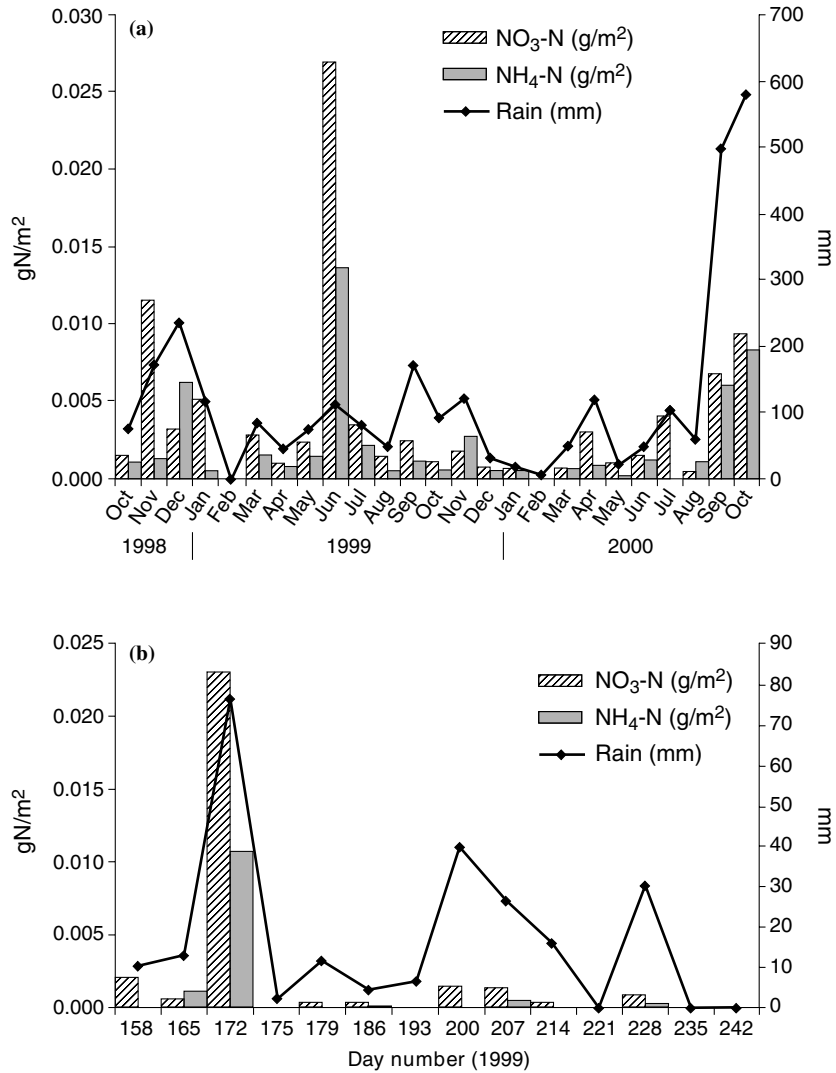 (a)
NO3-N (g/m2)
NH4-N (g/m2)
Rain (mm)
0.030
0.025
0.020
0.015
0.010
0.005
0.000
gN/m2
700
600
500
400
300
200
100
0
mm
Oct Nov Dec Jan Feb Mar Apr May Jun Jul Aug Sep Oct Nov Dec Jan Feb Mar Apr May Jun Jul Aug Sep Oct
1998 1999 2000
(b)
NO3-N (g/m2)
NH4-N (g/m2)
Rain (mm)
0.025
0.020
0.015
0.010
0.005
0.000
gN/m2
90
80
70
60
50
40
30
20
10
0
mm
158 165 172 175 179 186 193 200 207 214 221 228 235 242
Day number (1999)